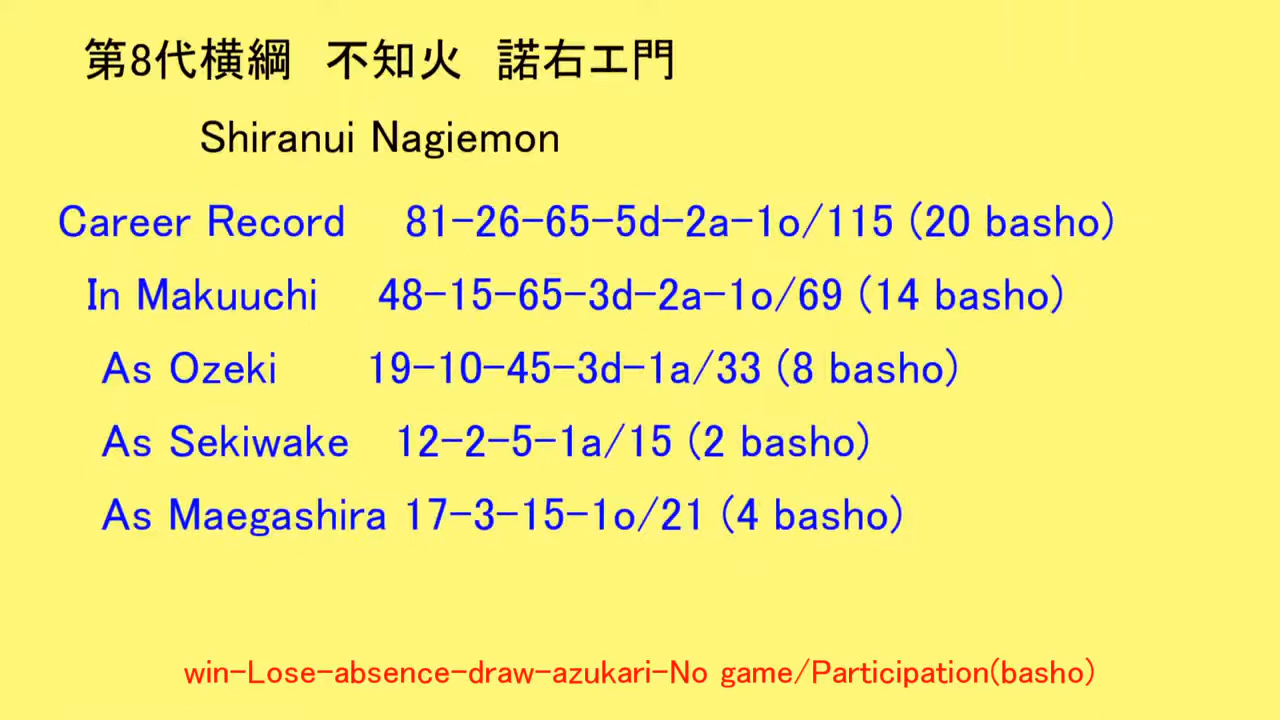 第8代横綱 不知火 諾右エ門
Shiranui Nagiemon
Career Record 81-26-65-5d-2a-1o/115 (20 basho)
In Makuuchi 48-15-65-3d-2a-1o/69 (14 basho)
As Ozeki 19-10-45-3d-1a/33 (8 basho)
As Sekiwake 12-2-5-1a/15 (2 basho)
As Maegashira 17-3-15-1o/21 (4 basho)
win-Lose-absence-draw-azukari-No game/Participation(basho)